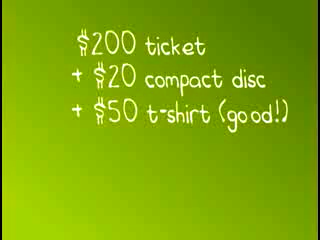 $200 ticket
+ $20 compact disc
+ $50 t-shirt (good!)